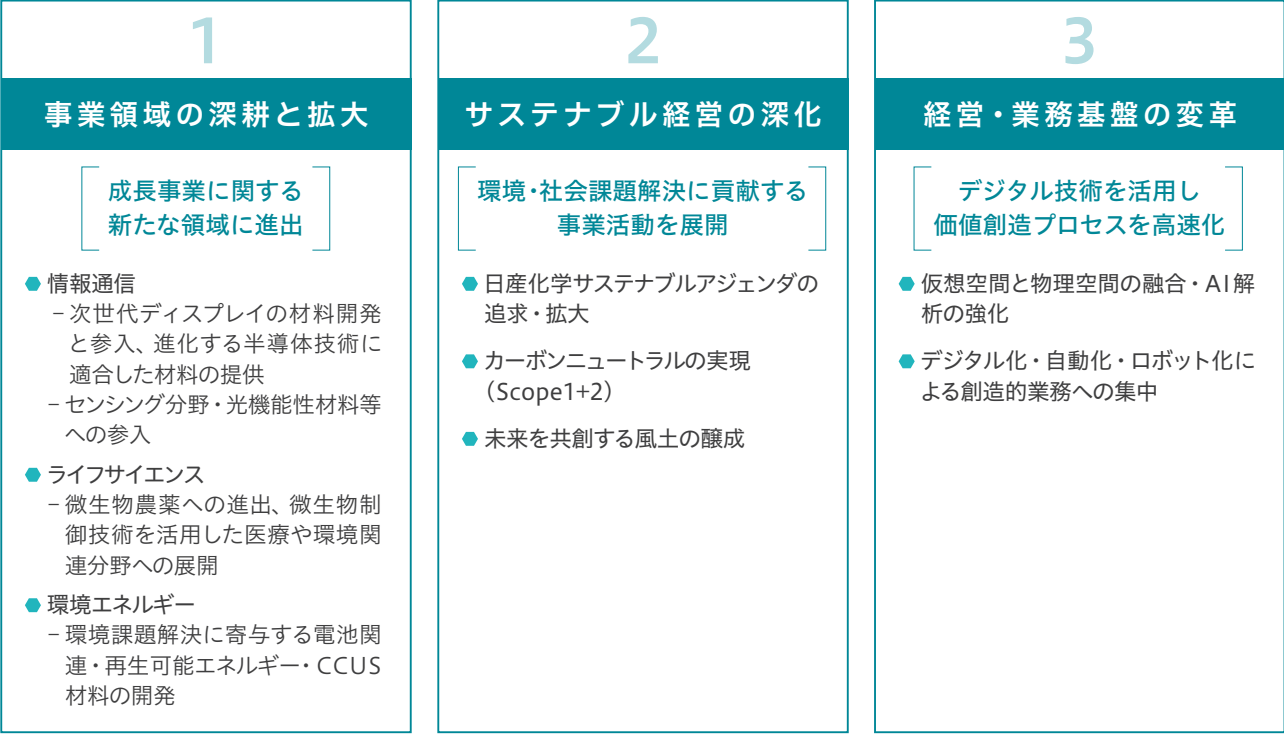 1
事業領域の深耕と拡大
成長事業に関する
新たな領域に進出
情報通信
－次世代ディスプレイの材料開発
と参入、進化する半導体技術に
適合した材料の提供
－センシング分野・光機能性材料等
への参入
ライフサイエンス
－微生物農薬への進出、微生物制
御技術を活用した医療や環境関
連分野への展開
環境エネルギー
－環境課題解決に寄与する電池関
連・再生可能エネルギー・CCUS
材料の開発
2
サステナブル経営の深化
環境・社会課題解決に貢献する
事業活動を展開
日産化学サステナブルアジェンダの
追求・拡大
カーボンニュートラルの実現
（Scope1+2）
未来を共創する風土の醸成
3
経営・業務基盤の変革
デジタル技術を活用し
価値創造プロセスを高速化
仮想空間と物理空間の融合・AI解
析の強化
デジタル化・自動化・ロボット化に
よる創造的業務への集中